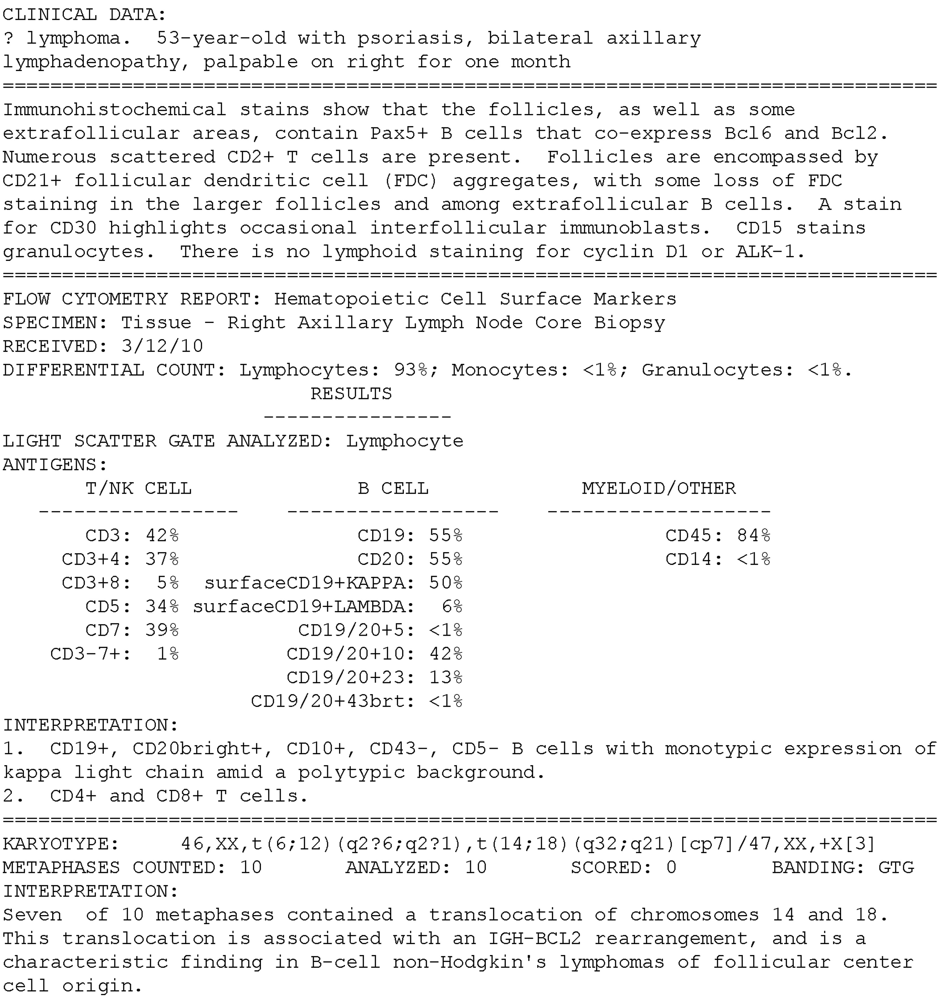 CLINICAL DATA:
? lymphoma.  53-year-old with psoriasis, bilateral axillary
lymphadenopathy, palpable on right for one month
===============================================================================
Immunohistochemical stains show that the follicles, as well as some
extrafollicular areas, contain Pax5+ B cells that co-express Bcl6 and Bcl2.
Numerous scattered CD2+ T cells are present.  Follicles are encompassed by
CD21+ follicular dendritic cell (FDC) aggregates, with some loss of FDC
staining in the larger follicles and among extrafollicular B cells.  A stain
for CD30 highlights occasional interfollicular immunoblasts.  CD15 stains
granulocytes.  There is no lymphoid staining for cyclin D1 or ALK-1.
===============================================================================
FLOW CYTOMETRY REPORT: Hematopoietic Cell Surface Markers
SPECIMEN: Tissue - Right Axillary Lymph Node Core Biopsy
RECEIVED: 3/12/10
DIFFERENTIAL COUNT: Lymphocytes: 93%; Monocytes: <1%; Granulocytes: <1%.
RESULTS
----------------
LIGHT SCATTER GATE ANALYZED: Lymphocyte
ANTIGENS:
T/NK CELL    B CELL    MYELOID/OTHER
-----------------    ------------------    -------------------
CD3: 42%    CD19: 55%    CD45: 84%
CD3+4: 37%    CD20: 55%    CD14: <1%
CD3+8:  5%    surfaceCD19+KAPPA: 50%
CD5: 34%    surfaceCD19+LAMBDA:  6%
CD7: 39%    CD19/20+5: <1%
CD3-7+:  1%    CD19/20+10: 42%
CD19/20+23: 13%
CD19/20+43brt: <1%
INTERPRETATION:
1.  CD19+, CD20bright+, CD10+, CD43-, CD5- B cells with monotypic expression of
kappa light chain amid a polytypic background.
2.  CD4+ and CD8+ T cells.
===============================================================================
KARYOTYPE:     46,XX,t(6;12)(q2?6;q2?1),t(14;18)(q32;q21)[cp7]/47,XX,+X[3]
METAPHASES COUNTED: 10       ANALYZED: 10       SCORED: 0         BANDING: GTG
INTERPRETATION:
Seven  of 10 metaphases contained a translocation of chromosomes 14 and 18.
This translocation is associated with an IGH-BCL2 rearrangement, and is a
characteristic finding in B-cell non-Hodgkin's lymphomas of follicular center
cell origin.